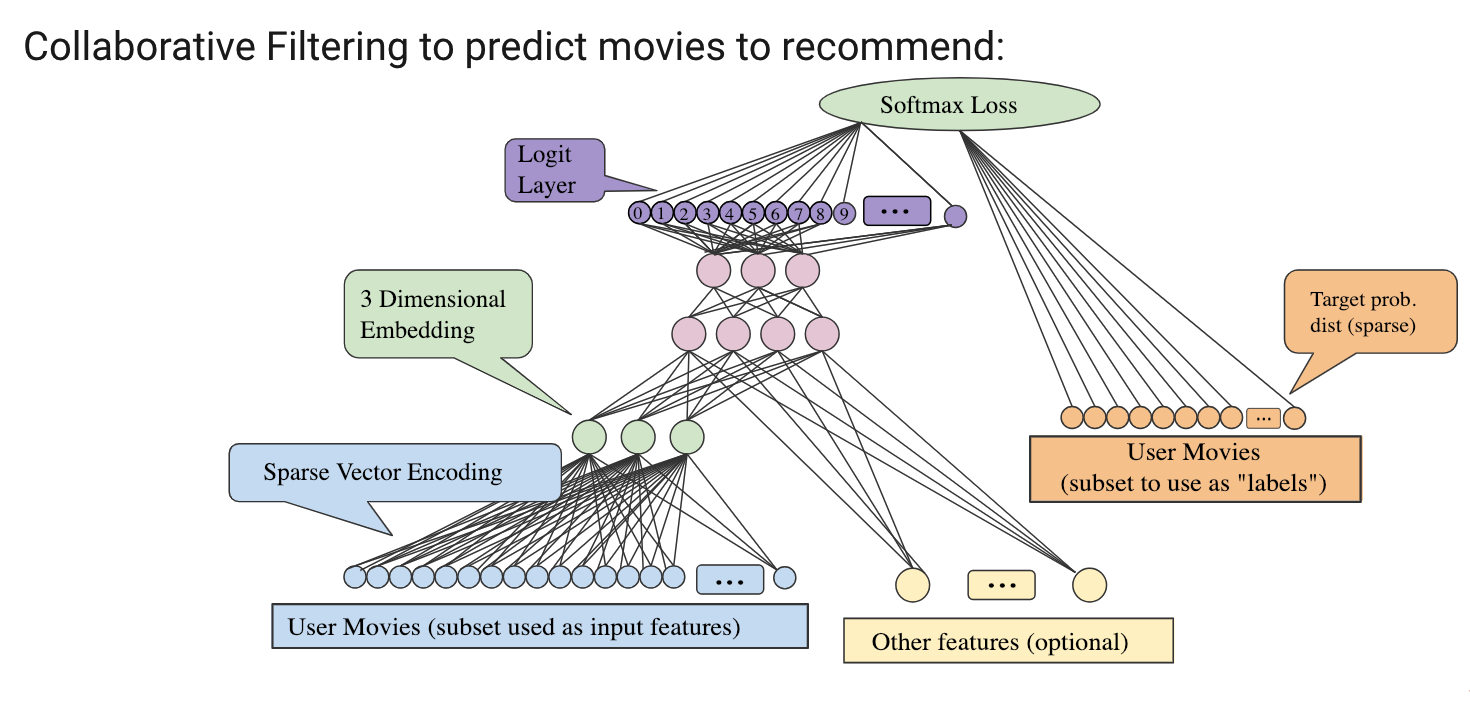 Collaborative Filtering to predict movies to recommend:
Softmax Loss
Logit
Layer
0 1 2 3 4 5 6 7 8 9 ...
3 Dimensional
Embedding
Target prob.
dist (sparse)
...
User Movies
(subset to use as "labels")
Sparse Vector Encoding
...
...
User Movies (subset used as input features)
Other features (optional)